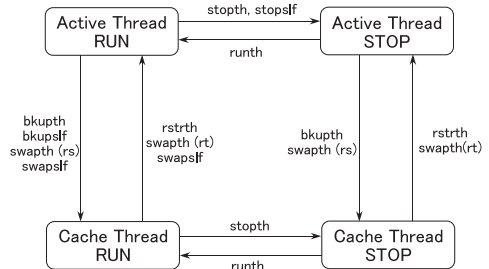 Active Thread
RUN
stopth, stopslf
runth
Active Thread
STOP
bkupth
bkupslf
swapth (rs)
swapslf
rstrth
swapth (rt)
swapslf
bkupth
swapth (rs)
rstrth
swapth(rt)
Cache Thread
RUN
stopth
runth
Cache Thread
STOP